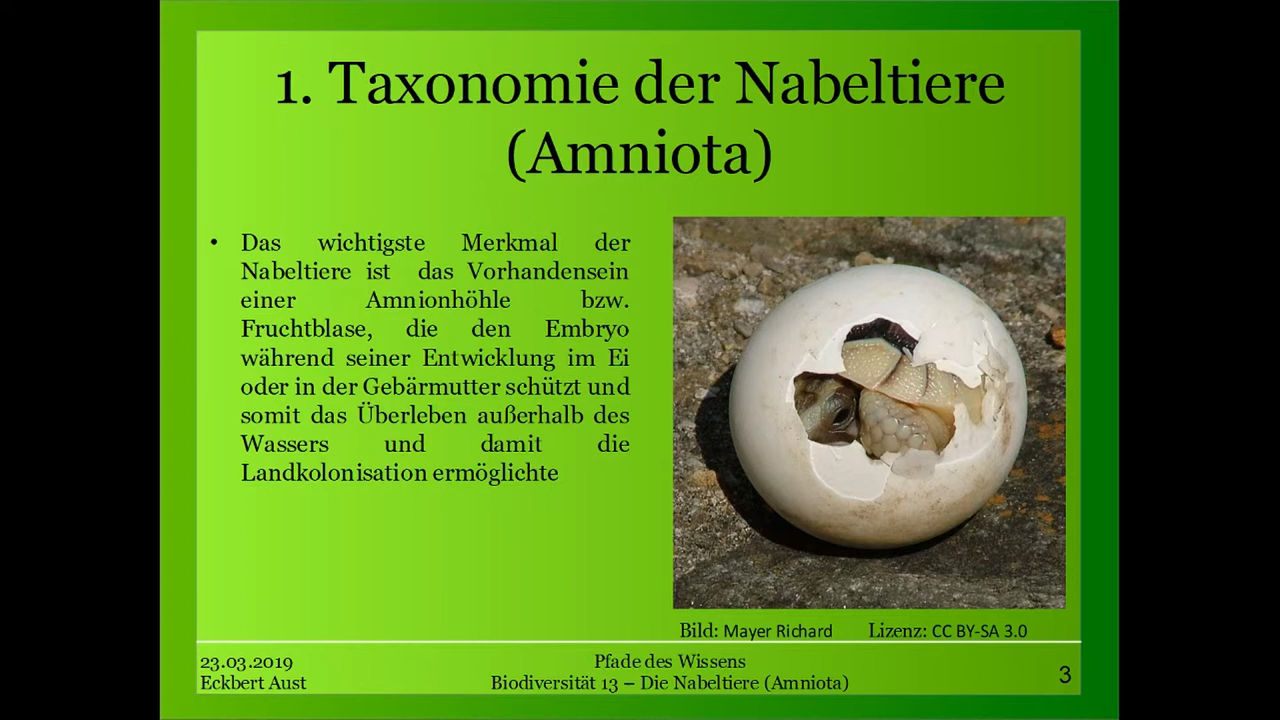 1. Taxonomie der Nabeltiere
(Amniota)
• Das wichtigste Merkmal der
Nabeltiere ist das Vorhandensein
einer Amnionhöhle bzw.
Fruchtblase, die den Embryo
während seiner Entwicklung im Ei
oder in der Gebärmutter schützt und
somit das Überleben außerhalb des
Wassers und damit die
Landkolonisation ermöglichte
Bild: Mayer Richard Lizenz: CC BY-SA 3.0
23.03.2019
Eckbert Aust
Pfade des Wissens
Biodiversität 13 – Die Nabeltiere (Amniota)
3